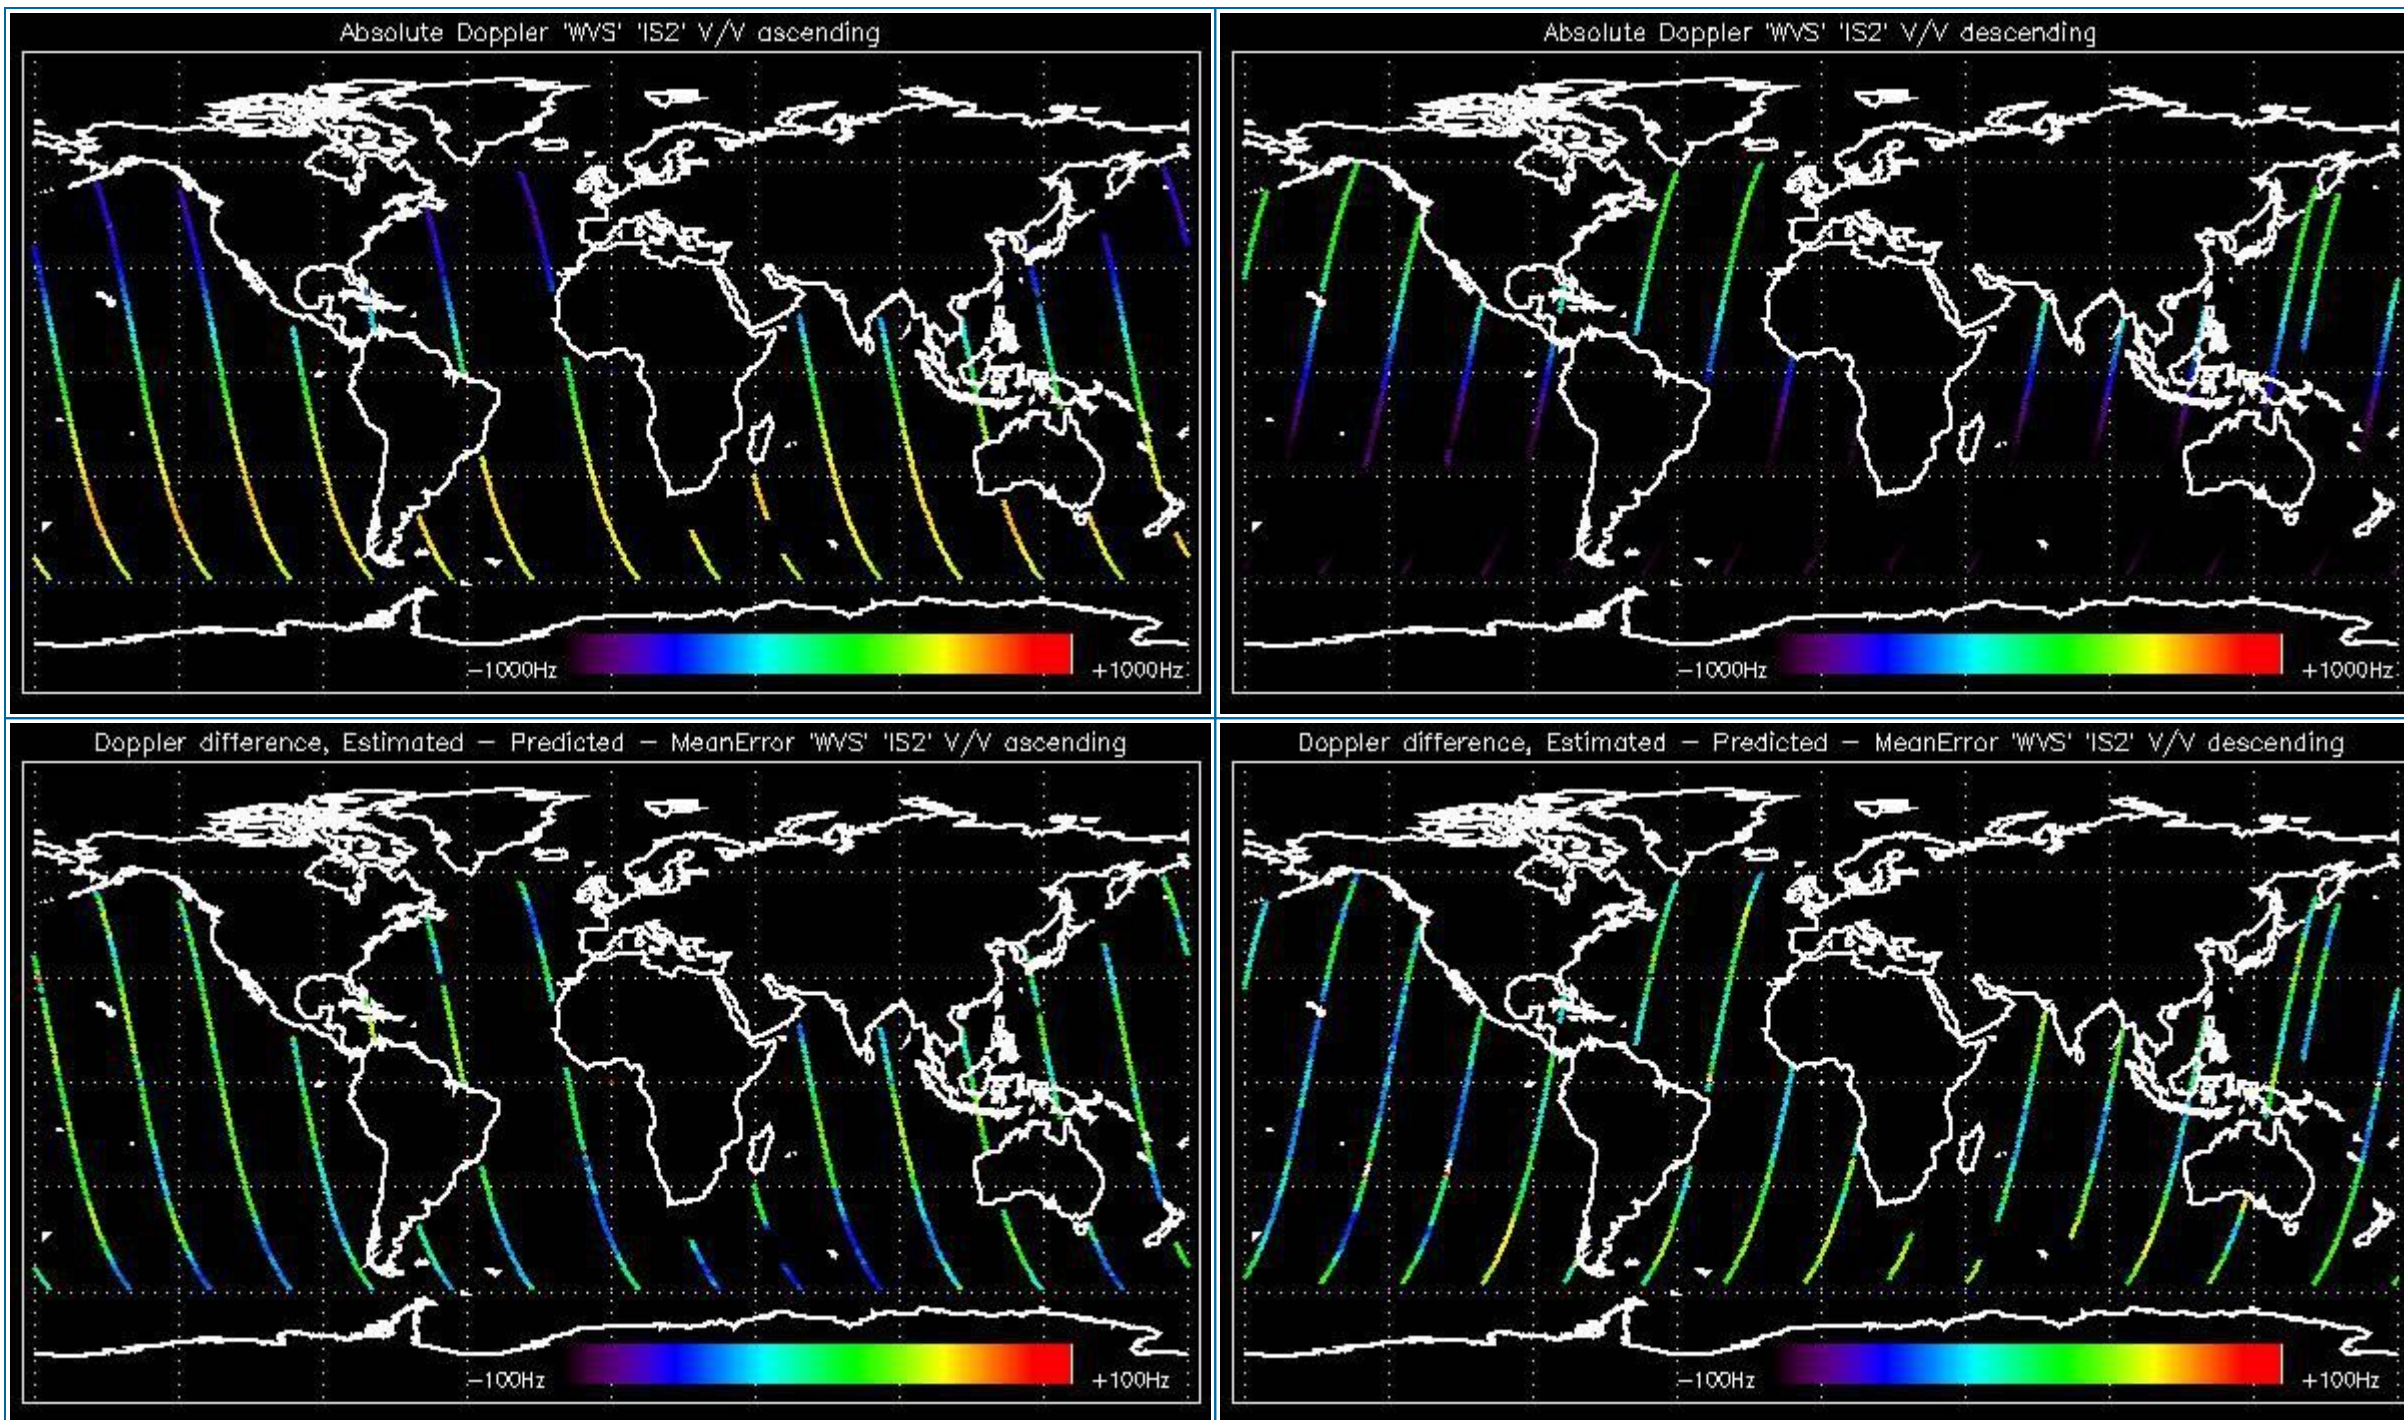 Absolute Doppler 'WVS' 'IS2' V/V ascending
-1000Hz
+1000Hz
Absolute Doppler 'WVS' 'IS2' V/V descending
-1000Hz
+1000Hz
Doppler difference, Estimated - Predicted - MeanError 'WVS' 'IS2' V/V ascending
-100Hz
+100Hz
Doppler difference, Estimated - Predicted - MeanError 'WVS' 'IS2' V/V descending
-100Hz
+100Hz